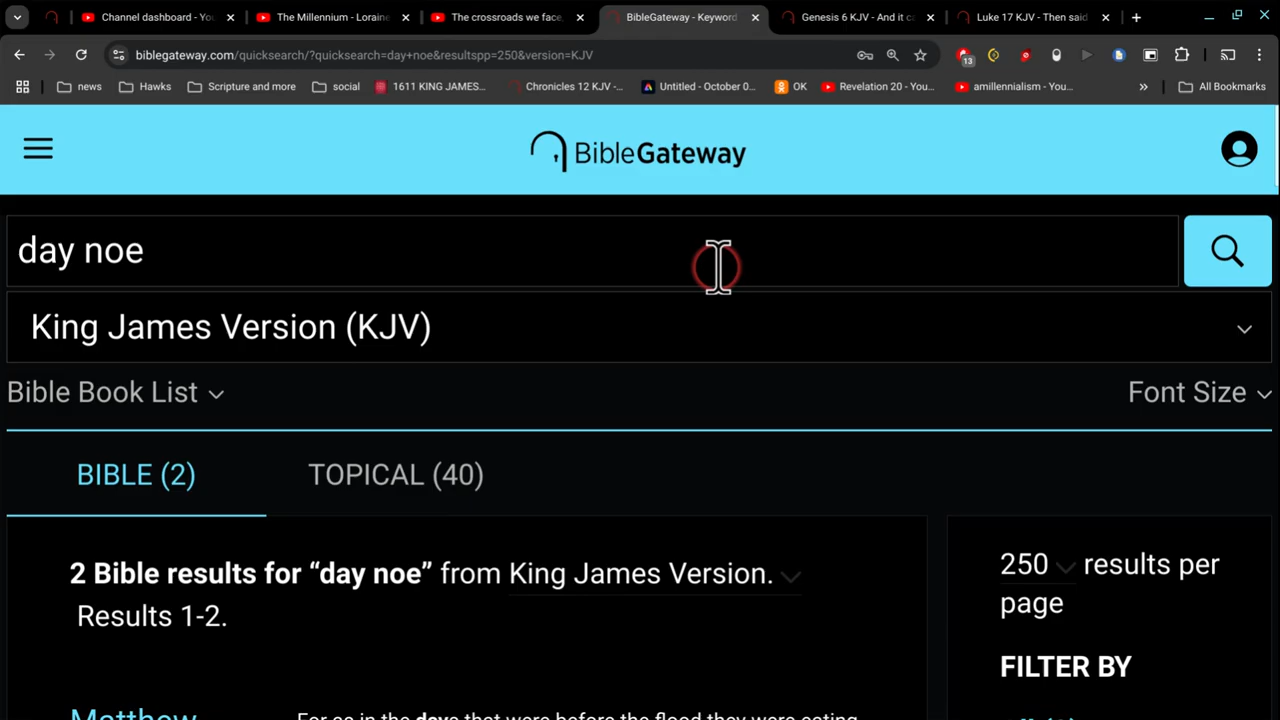 Channel dashboard - Yo
The Millennium - Loraine
The crossroads we face,
BibleGateway - Keyword
Genesis 6 KJV - And it ca
Luke 17 KJV - Then said
biblegateway.com/quicksearch/?quicksearch=day+noe&resultspp=250&version=KJV
13
news
Hawks
Scripture and more
social
1611 KING JAMES...
Chronicles 12 KJV -...
Untitled - October 0...
OK
Revelation 20 - You...
amillennialism - You...
»
All Bookmarks
BibleGateway
day noe
King James Version (KJV)
Bible Book List
Font Size
BIBLE (2)
TOPICAL (40)
2 Bible results for “day noe” from King James Version.
Results 1-2.
250 results per
page
FILTER BY
Matthew
For as in the days that were before the flood they were eating